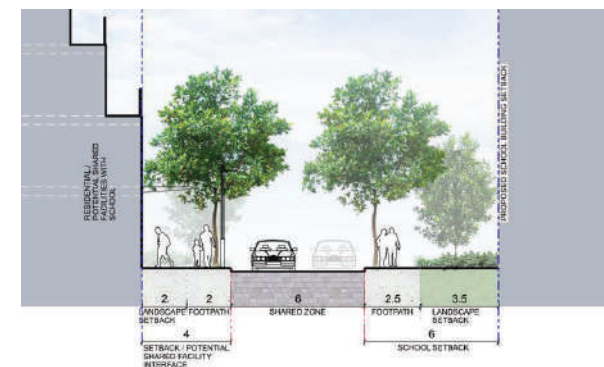 RESIDENTIAL/
POTENTIAL SHARED
FACILITIES WITH
SCHOOL
PROPOSED SCHOOL BUILDING SETBACK
2 2 6 2.5 3.5
LANDSCAPE SETBACK
FOOTPATH
SHARED ZONE
FOOTPATH
LANDSCAPE
SETBACK
4
SETBACK / POTENTIAL
SHARED FACILITY
INTERFACE
6
SCHOOL SETBACK